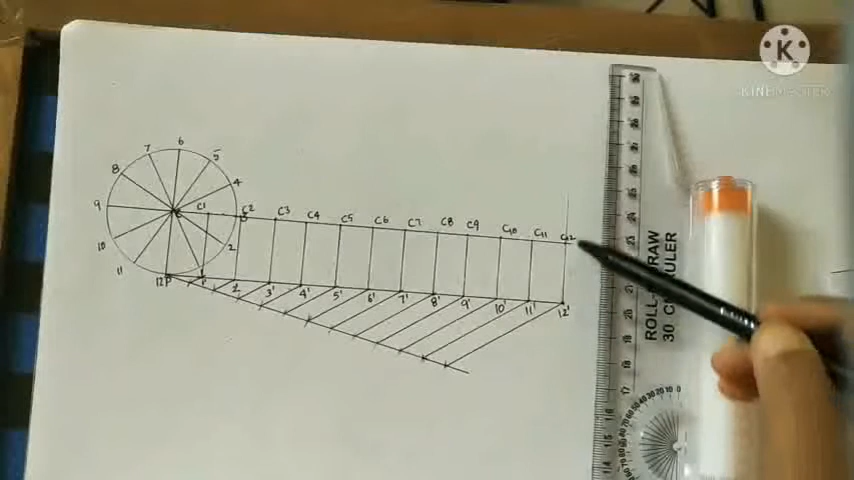 K
KINEMASTER
6
7
5
8
4
9
C
C1
C2
C3
C4
C5
C6
C7
C8
C9
C10
C11
C12
3
10
2
11
1
12
P
1'
2'
3'
4'
5'
6'
7'
8'
9'
10'
11'
12'
ROLL-N-DRAW
30 CM RULER